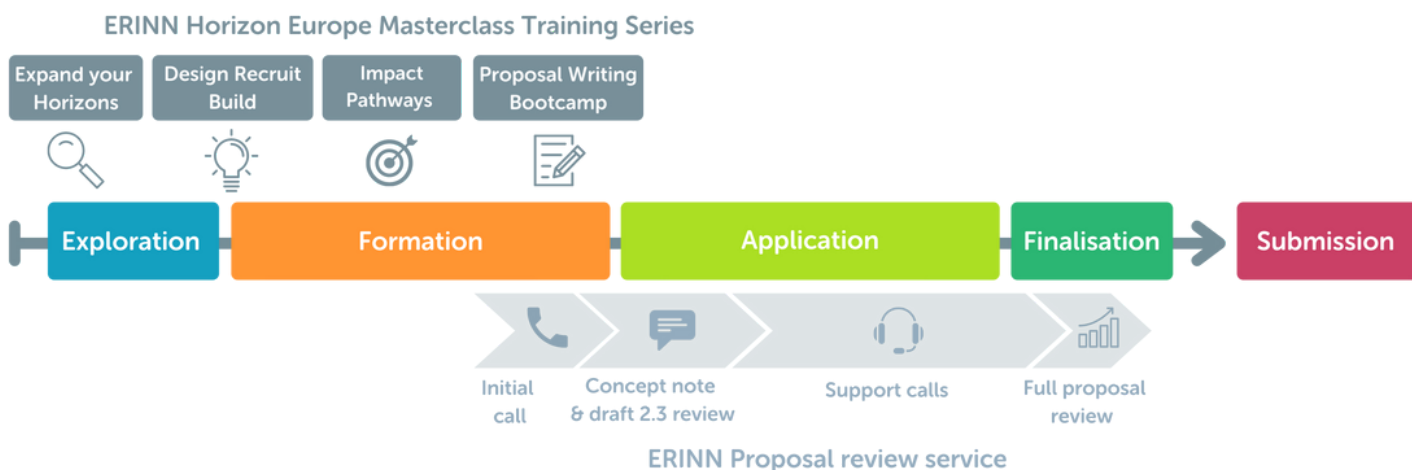 ERINN Horizon Europe Masterclass Training Series
Expand your
Horizons
Design Recruit
Build
Impact
Pathways
Proposal Writing
Bootcamp
Exploration
Formation
Application
Finalisation
Submission
Initial
call
Concept note
& draft 2.3 review
Support calls
Full proposal
review
ERINN Proposal review service